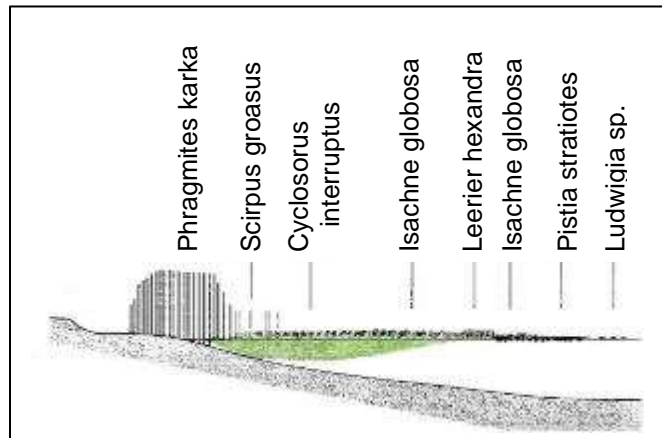 Phragmites karka
Scirpus groasus
Cyclosorus
interruptus
Isachne globosa
Leerier hexandra
Isachne globosa
Pistia stratiotes
Ludwigia sp.